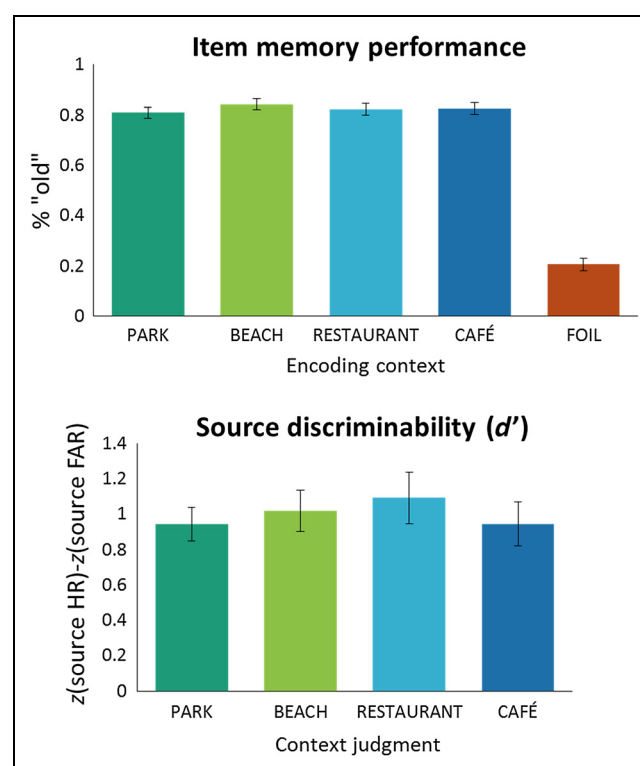 Item memory performance
1
0.8
0.6
0.4
0.2
0
% "old"
PARK BEACH RESTAURANT CAFÉ FOIL
Encoding context
Source discriminability (d’)
1.4
1.2
1
0.8
0.6
0.4
0.2
0
z(source HR)-z(source FAR)
PARK BEACH RESTAURANT CAFÉ
Context judgment